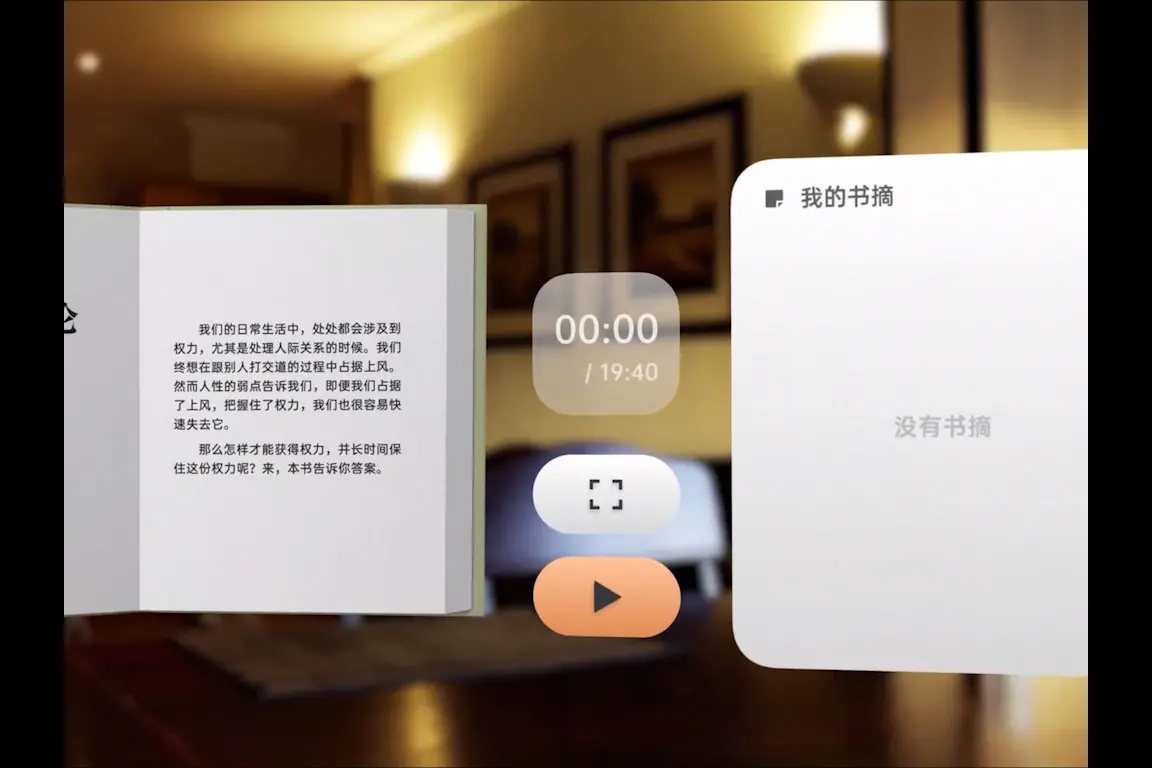 论
我们的日常生活中，处处都会涉及到
权力，尤其是处理人际关系的时候。我们
终想在跟别人打交道的过程中占据上风。
然而人性的弱点告诉我们，即便我们占据
了上风，把握住了权力，我们也很容易快
速失去它。
那么怎样才能获得权力，并长时间保
住这份权力呢？来，本书告诉你答案。
00:00
/ 19:40
我的书摘
没有书摘